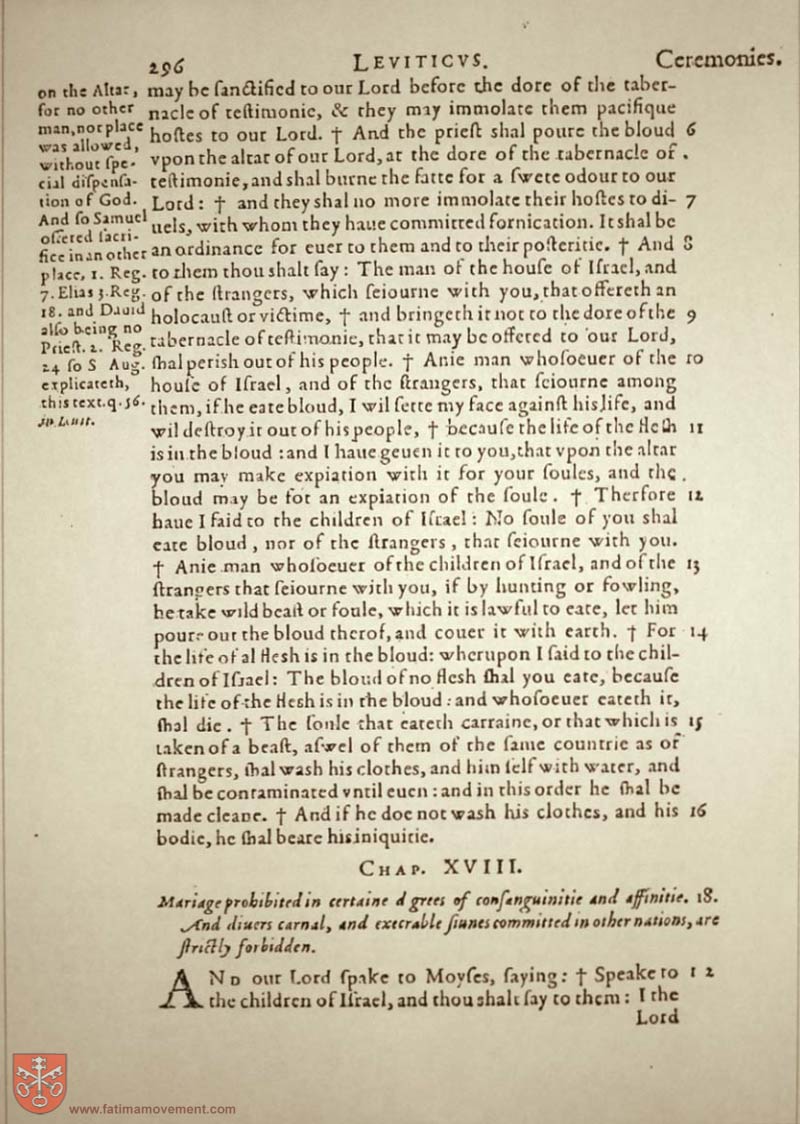 296 LEVITICVS. Ceremonies.
on the Altar,
for no other
man, nor place
was allowed,
without ſpe-
cial diſpenſa-
tion of God.
And ſo Samuel
offered ſacri-
fice in an other
place, 1. Reg.
7. Elias 3. Reg.
18. and Dauid
alſo being no
Prieſt. 2. Reg.
24 ſo S Aug.
explicateth,
this text. q. 56.
in Leuit.
may be ſanctified to our Lord before the dore of the taber-
nacle of teſtimonie, & they may immolate them pacifique
hoſtes to our Lord. † And the prieſt shal poure the bloud 6
vpon the altar of our Lord, at the dore of the tabernacle of
teſtimonie, and shal burne the fatte for a ſwete odour to our
Lord: † and they shal no more immolate their hoſtes to di- 7
uels, with whom they haue committed fornication. It shal be
an ordinance for euer to them and to their poſteritie. † And 8
to them thou shalt ſay: The man of the houſe of Iſrael, and
of the ſtrangers, which ſeiourne with you, that offereth an
holocauſt or victime, † and bringeth it not to the dore of the 9
tabernacle of teſtimonie, that it may be offered to our Lord,
shal perish out of his people. † Anie man whoſoeuer of the 10
houſe of Iſrael, and of the ſtrangers, that ſeiourne among
them, if he eate bloud, I wil ſette my face againſt his life, and
wil deſtroy it out of his people, † becauſe the life of the flesh 11
is in the bloud: and I haue geuen it to you, that vpon the altar
you may make expiation with it for your ſoules, and the
bloud may be for an expiation of the ſoule. † Therfore 12
haue I ſaid to the children of Iſrael: No ſoule of you shal
eate bloud, nor of the ſtrangers, that ſeiourne with you.
† Anie man whoſoeuer of the children of Iſrael, and of the 13
ſtrangers that ſeiourne with you, if by hunting or fowling,
he take wild beaſt or foule, which it is lawful to eate, let him
poure out the bloud therof, and couer it with earth. † For 14
the life of al flesh is in the bloud: wherupon I ſaid to the chil-
dren of Iſrael: The bloud of no flesh shal you eate, becauſe
the life of the flesh is in the bloud: and whoſoeuer eateth it,
shal die. † The ſoule that eateth carraine, or that which is 15
taken of a beaſt, aſwel of them of the ſame countrie as of
ſtrangers, shal wash his clothes, and him ſelf with water, and
shal be contaminated vntil euen: and in this order he shal be
made cleane. † And if he doe not wash his clothes, and his 16
bodie, he shal beare his iniquitie.
CHAP. XVIII.
Mariage prohibited in certaine d grees of conſanguinitie and affinitie. 18.
And diuers carnal, and execrable ſinnes committed in other nations, are
ſtrictly forbidden.
AND our Lord ſpake to Moyſes, ſaying: † Speake to 1 2
the children of Iſrael, and thou shalt ſay to them: I the
Lord
www.fatimamovement.com